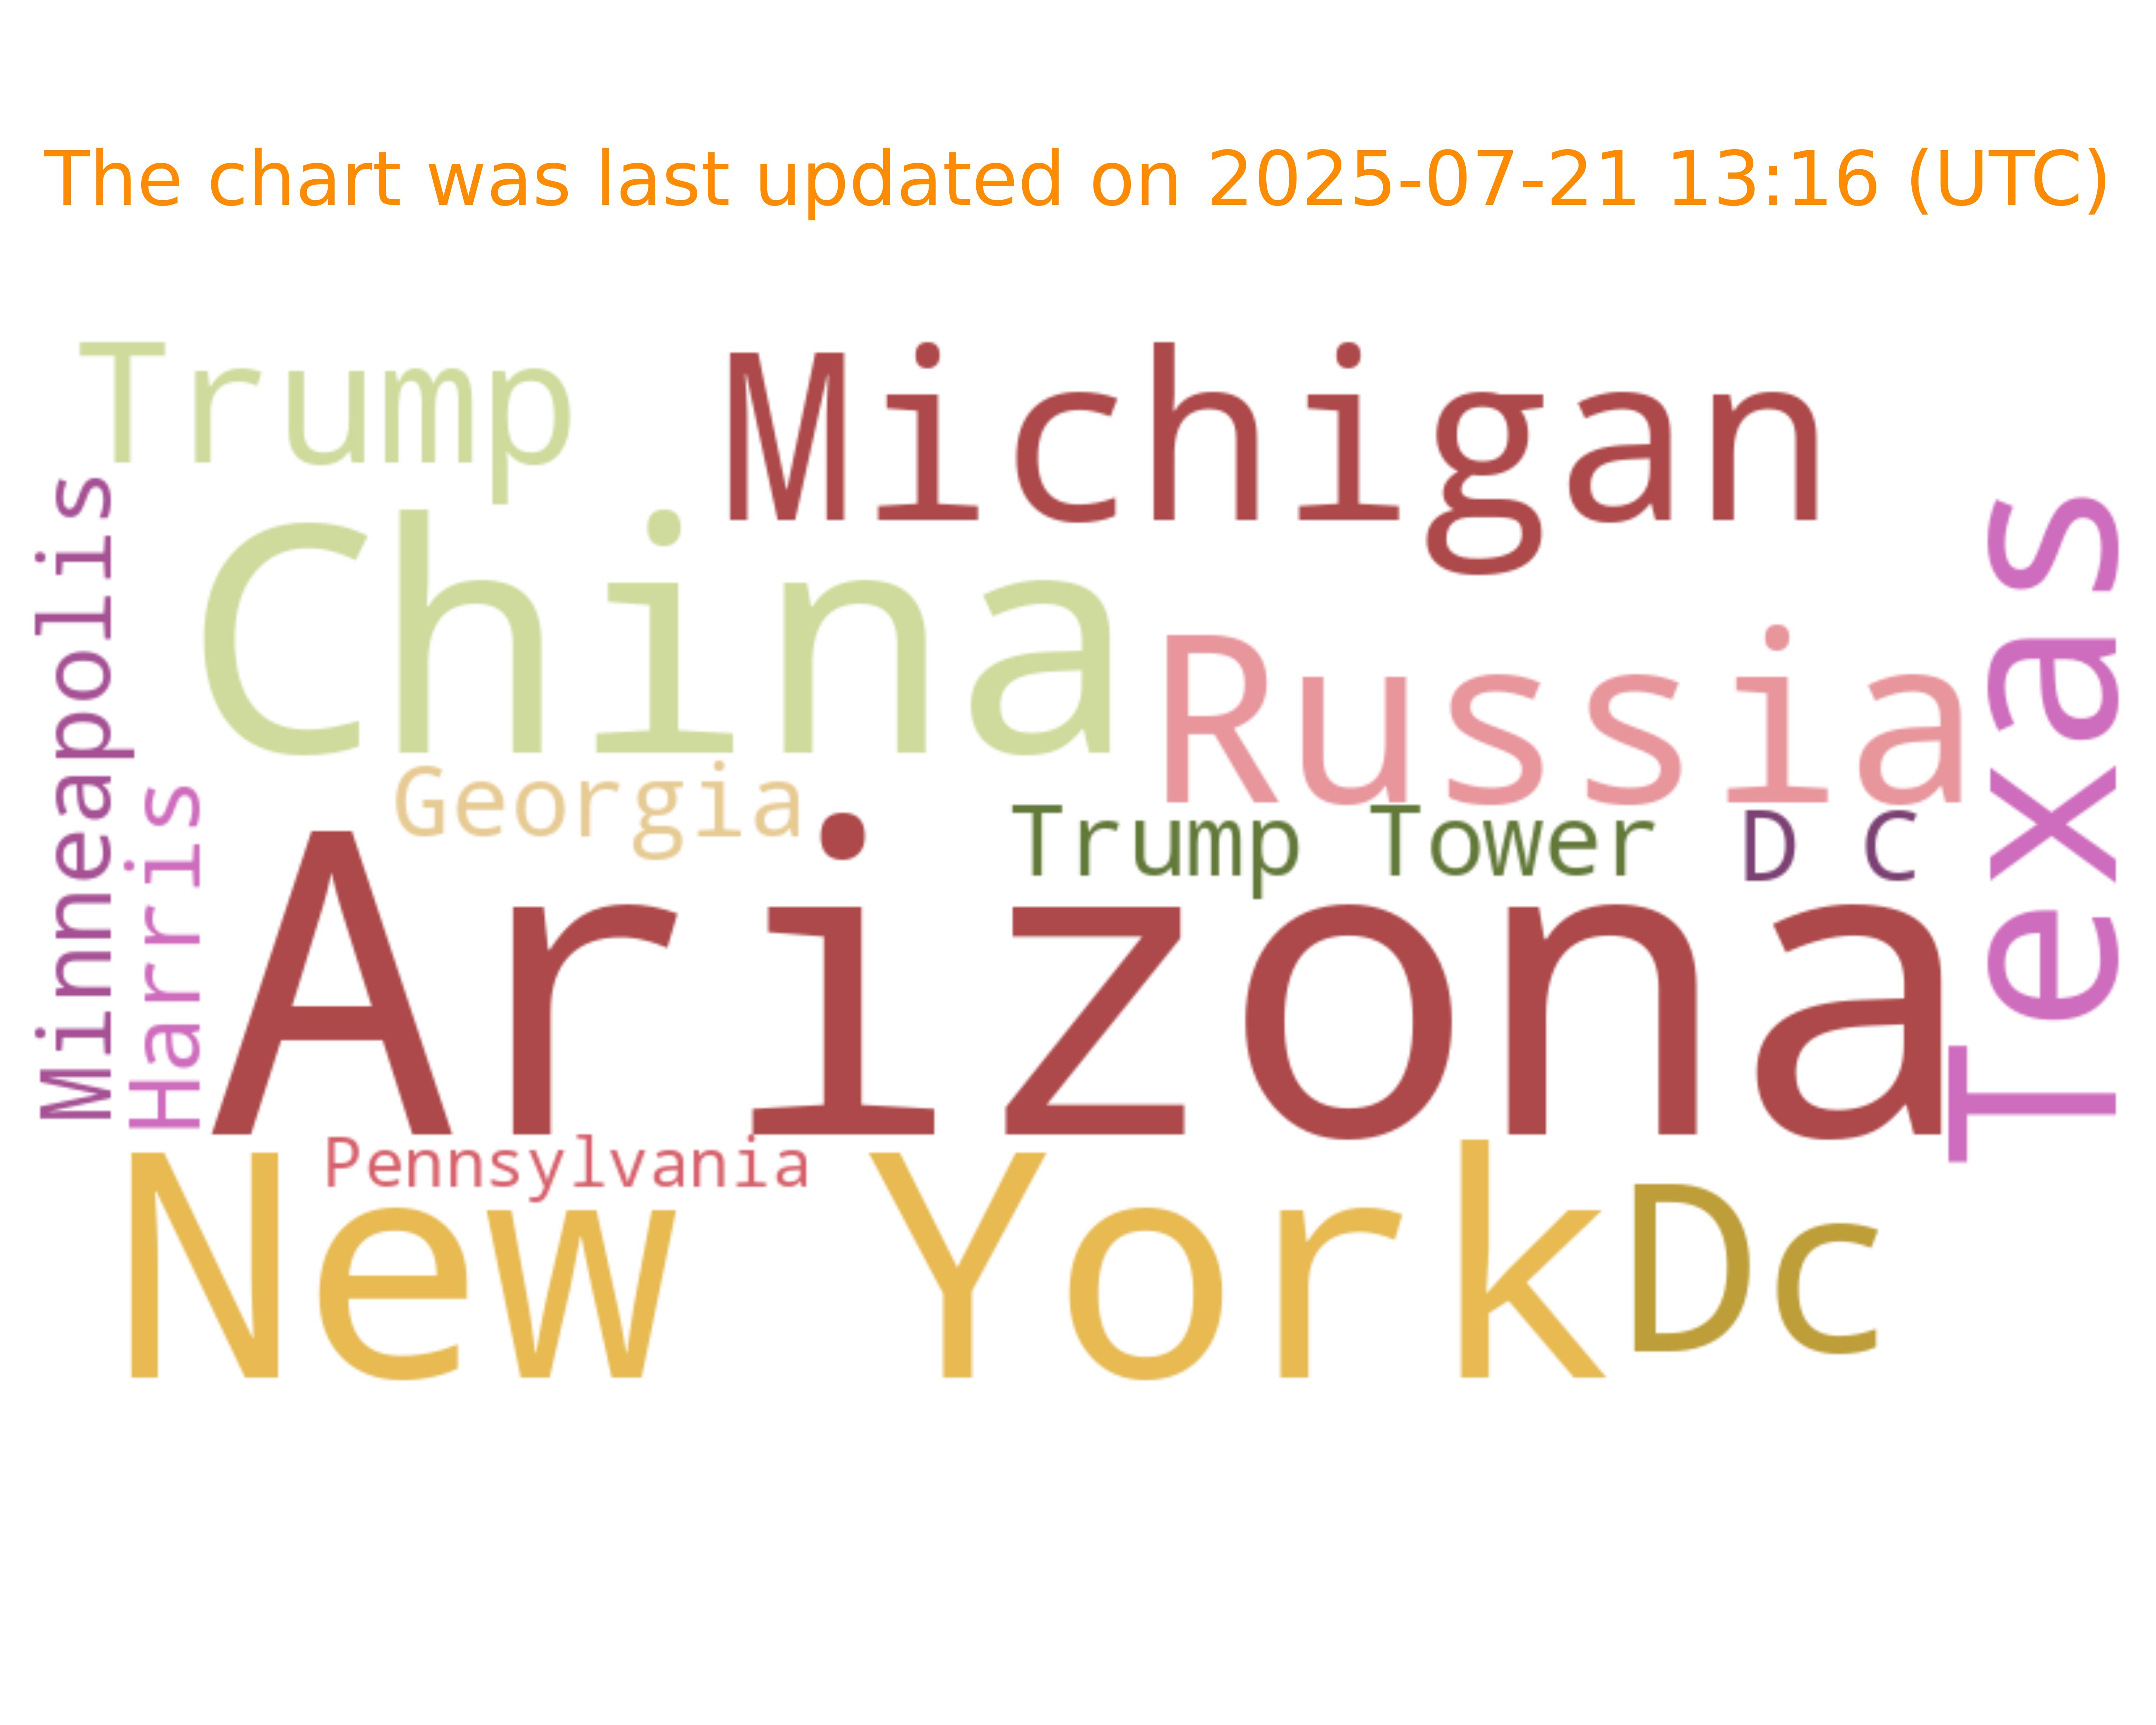 The chart was last updated on 2025-07-21 13:16 (UTC)
Trump
Michigan
China
Russia
Texas
Minneapolis
Harris
Georgia
Trump Tower
D C
Arizona
Pennsylvania
New York
Dc